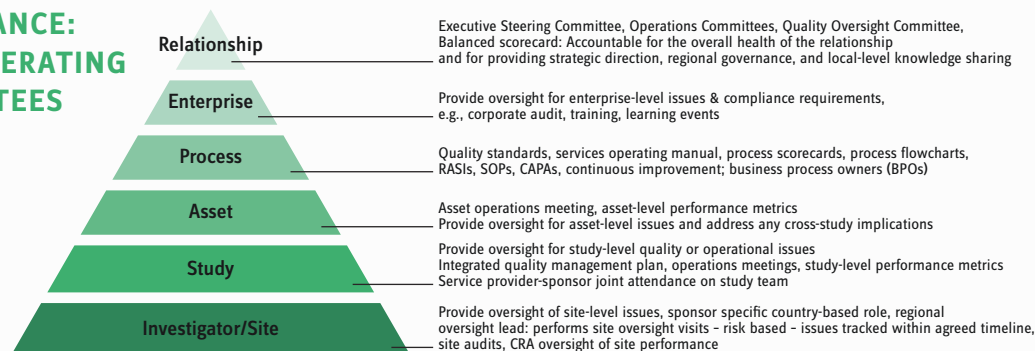 ANCE:
ERATING
TEES
Relationship
Executive Steering Committee, Operations Committees, Quality Oversight Committee,
Balanced scorecard: Accountable for the overall health of the relationship
and for providing strategic direction, regional governance, and local-level knowledge sharing
Enterprise
Provide oversight for enterprise-level issues & compliance requirements,
e.g., corporate audit, training, learning events
Process
Quality standards, services operating manual, process scorecards, process flowcharts,
RASIs, SOPs, CAPAs, continuous improvement; business process owners (BPOs)
Asset
Asset operations meeting, asset-level performance metrics
Provide oversight for asset-level issues and address any cross-study implications
Study
Provide oversight for study-level quality or operational issues
Integrated quality management plan, operations meetings, study-level performance metrics
Service provider-sponsor joint attendance on study team
Investigator/Site
Provide oversight of site-level issues, sponsor specific country-based role, regional
oversight lead: performs site oversight visits - risk based - issues tracked within agreed timeline,
site audits, CRA oversight of site performance